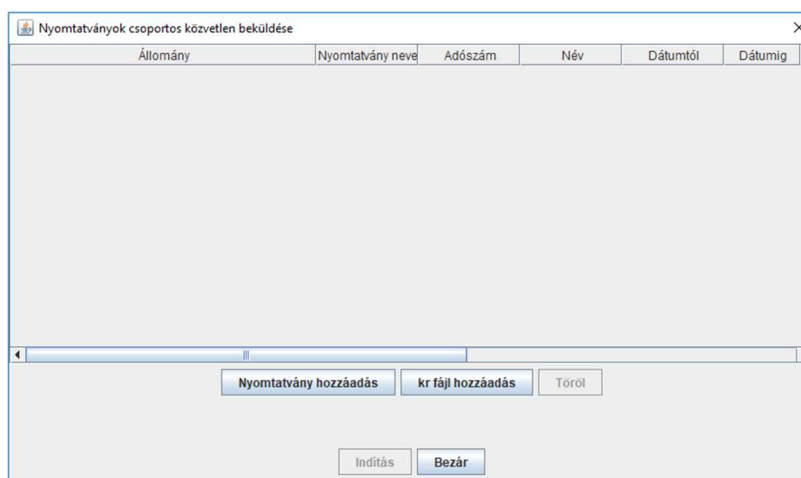 Nyomtatványok csoportos közvetlen beküldése
Állomány Nyomtatvány neve Adószám Név Dátumtól Dátumig
Nyomtatvány hozzáadás kr fájl hozzáadás Töröl
Indítás Bezár